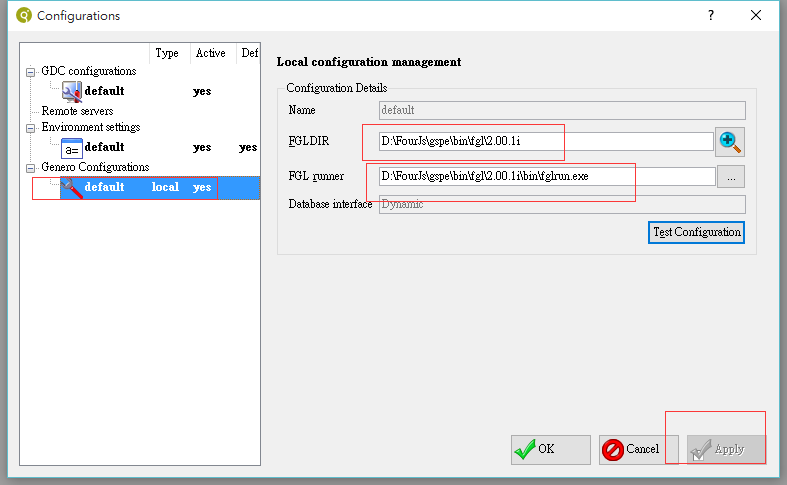 Configurations
Type Active Def
GDC configurations
default yes
Remote servers
Environment settings
default yes yes
a=
Genero Configurations
default local yes
Local configuration management
Configuration Details
Name default
FGLDIR D:\FourJs\gspe\bin\fgl\2.00.1i
FGL runner D:\FourJs\gspe\bin\fgl\2.00.1i\bin\fglrun.exe ...
Database interface Dynamic
Test Configuration
OK Cancel Apply